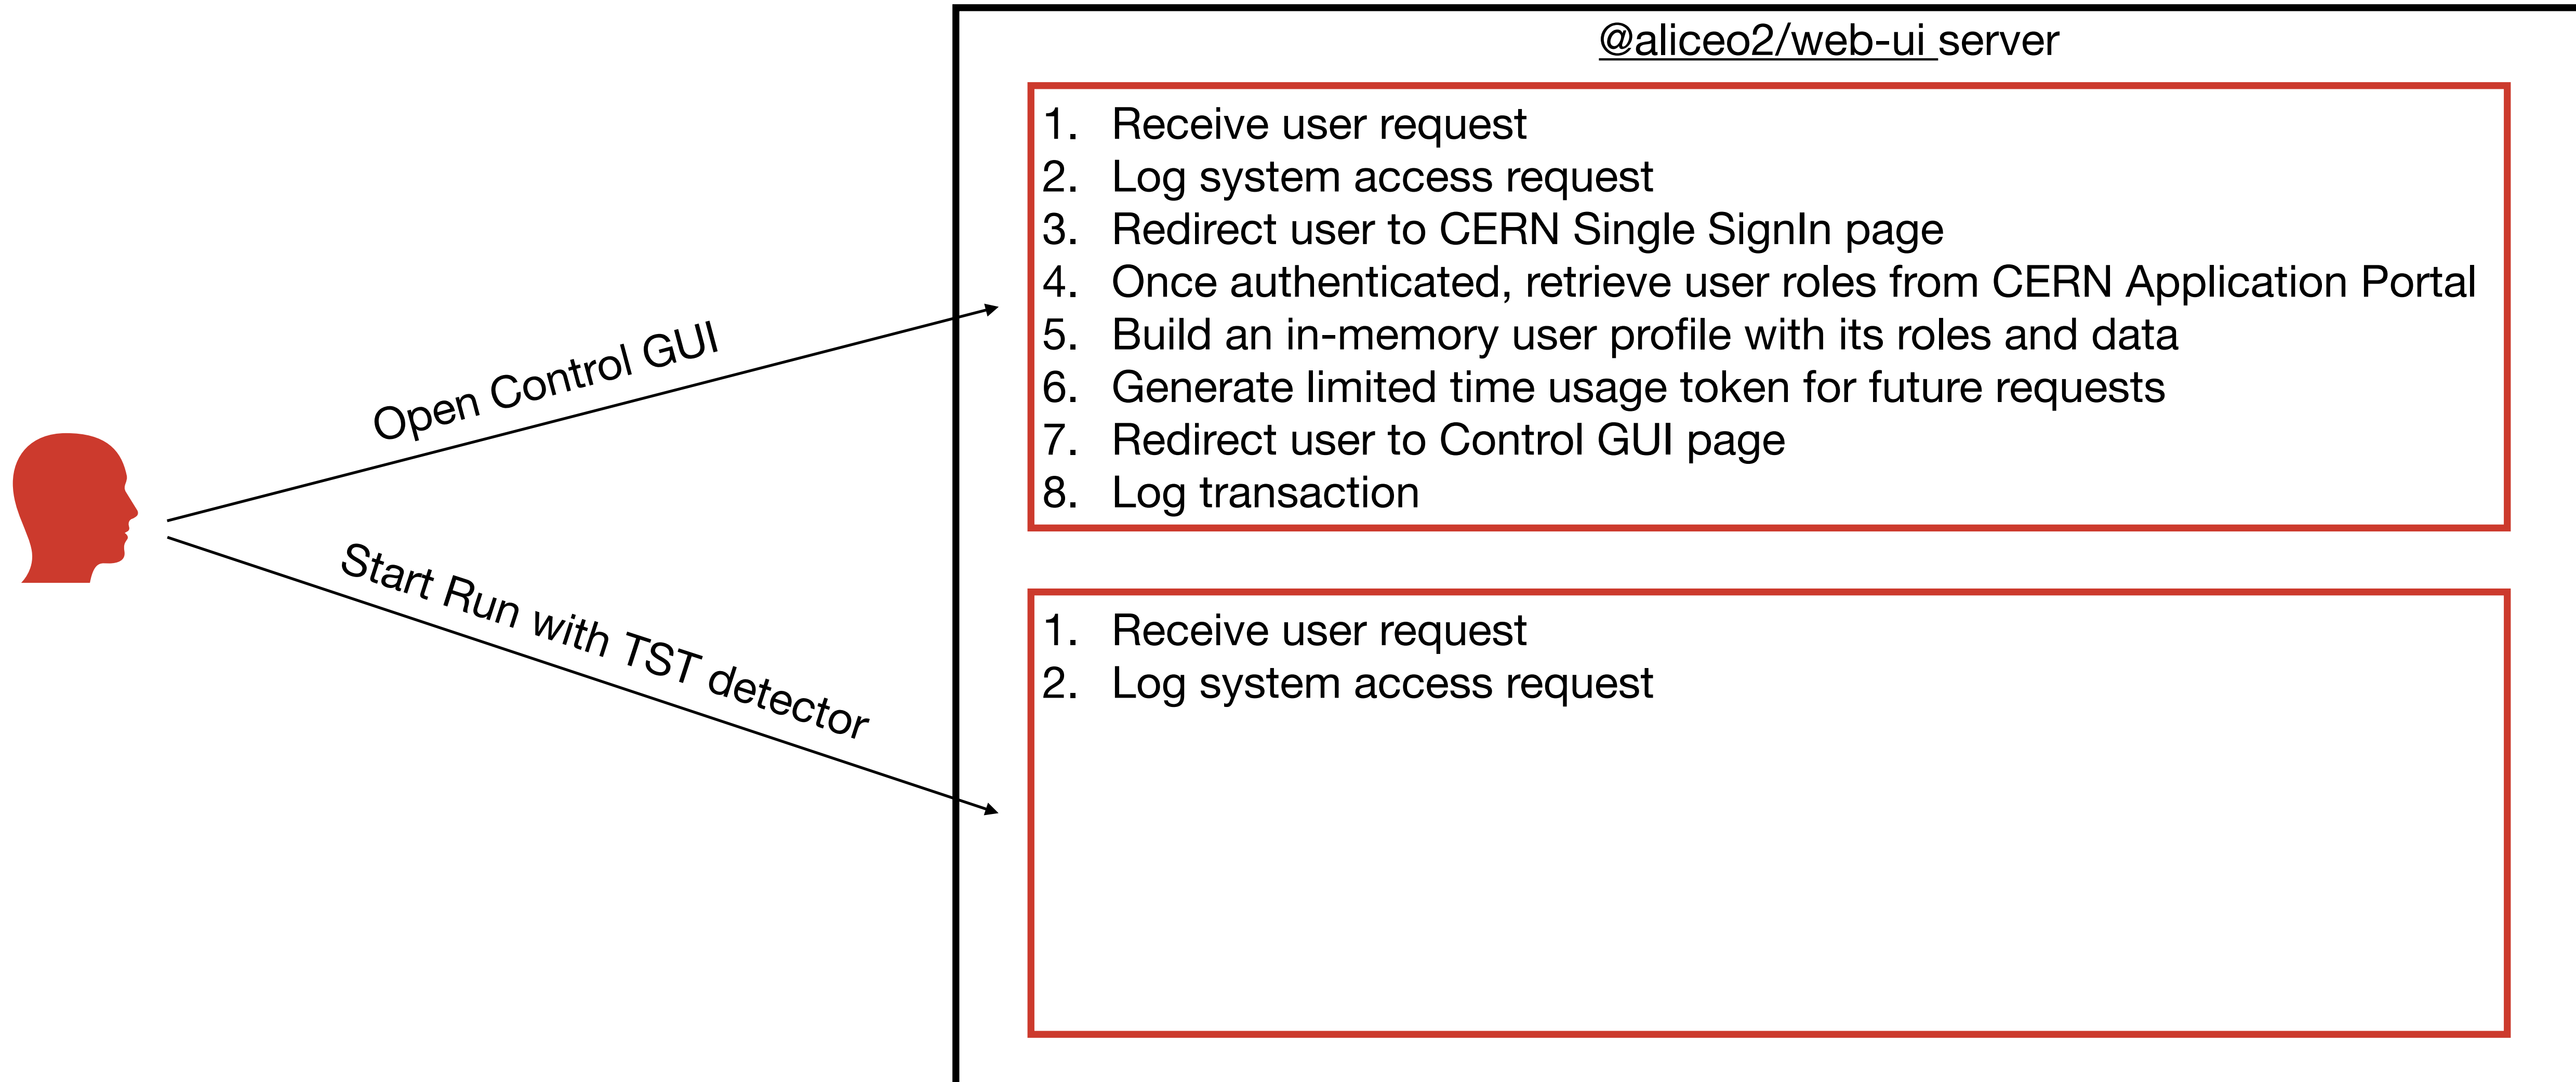 @aliceo2/web-ui server
1. Receive user request
2. Log system access request
3. Redirect user to CERN Single SignIn page
4. Once authenticated, retrieve user roles from CERN Application Portal
5. Build an in-memory user profile with its roles and data
6. Generate limited time usage token for future requests
7. Redirect user to Control GUI page
8. Log transaction
Open Control GUI
Start Run with TST detector
1. Receive user request
2. Log system access request